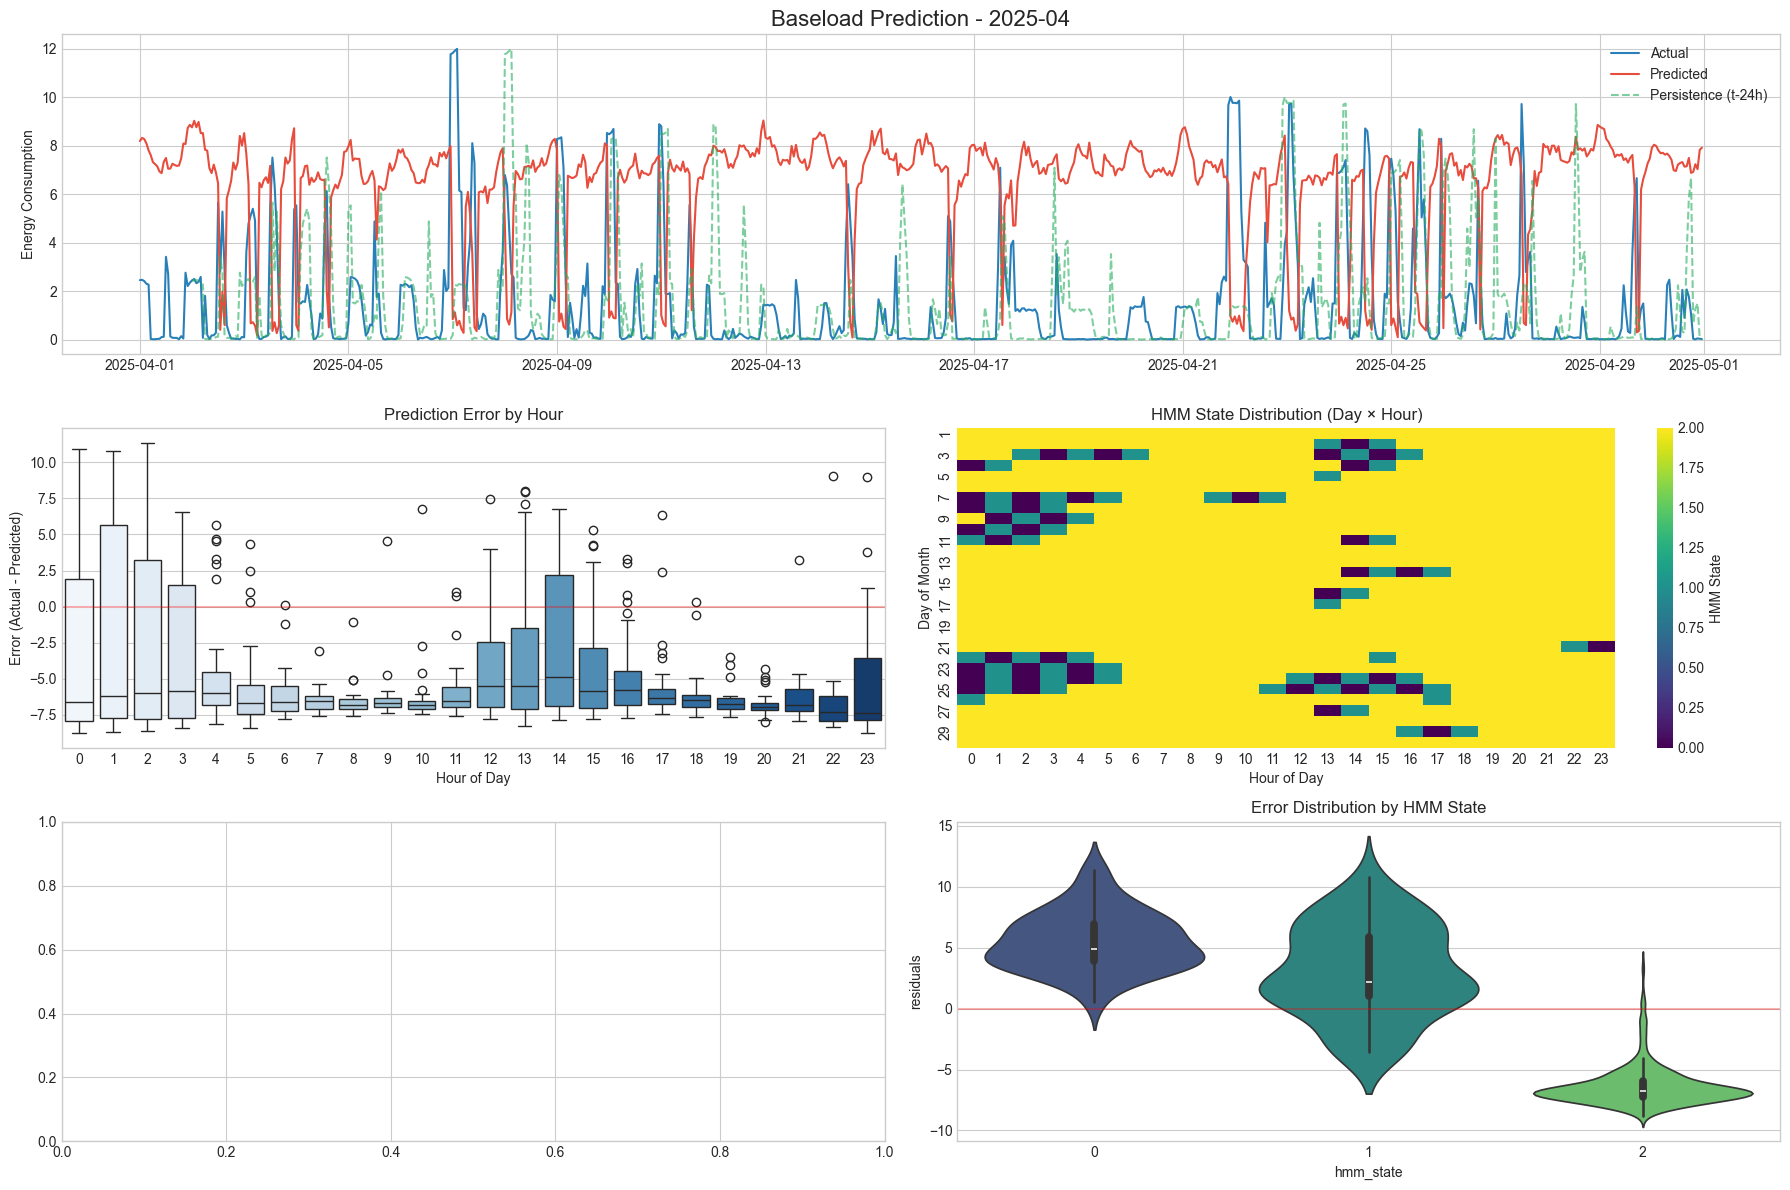 Baseload Prediction - 2025-04
Energy Consumption
12
10
8
6
4
2
0
Actual
Predicted
Persistence (t-24h)
2025-04-01 2025-04-05 2025-04-09 2025-04-13 2025-04-17 2025-04-21 2025-04-25 2025-04-29 2025-05-01
Prediction Error by Hour
Error (Actual - Predicted)
10.0
7.5
5.0
2.5
0.0
−2.5
−5.0
−7.5
0 1 2 3 4 5 6 7 8 9 10 11 12 13 14 15 16 17 18 19 20 21 22 23
Hour of Day
HMM State Distribution (Day × Hour)
Day of Month
1
3
5
7
9
11
13
15
17
19
21
23
25
27
29
0 1 2 3 4 5 6 7 8 9 10 11 12 13 14 15 16 17 18 19 20 21 22 23
Hour of Day
2.00
1.75
1.50
1.25
1.00
0.75
0.50
0.25
0.00
HMM State
1.0
0.8
0.6
0.4
0.2
0.0
0.0 0.2 0.4 0.6 0.8 1.0
Error Distribution by HMM State
residuals
15
10
5
0
−5
−10
0 1 2
hmm_state